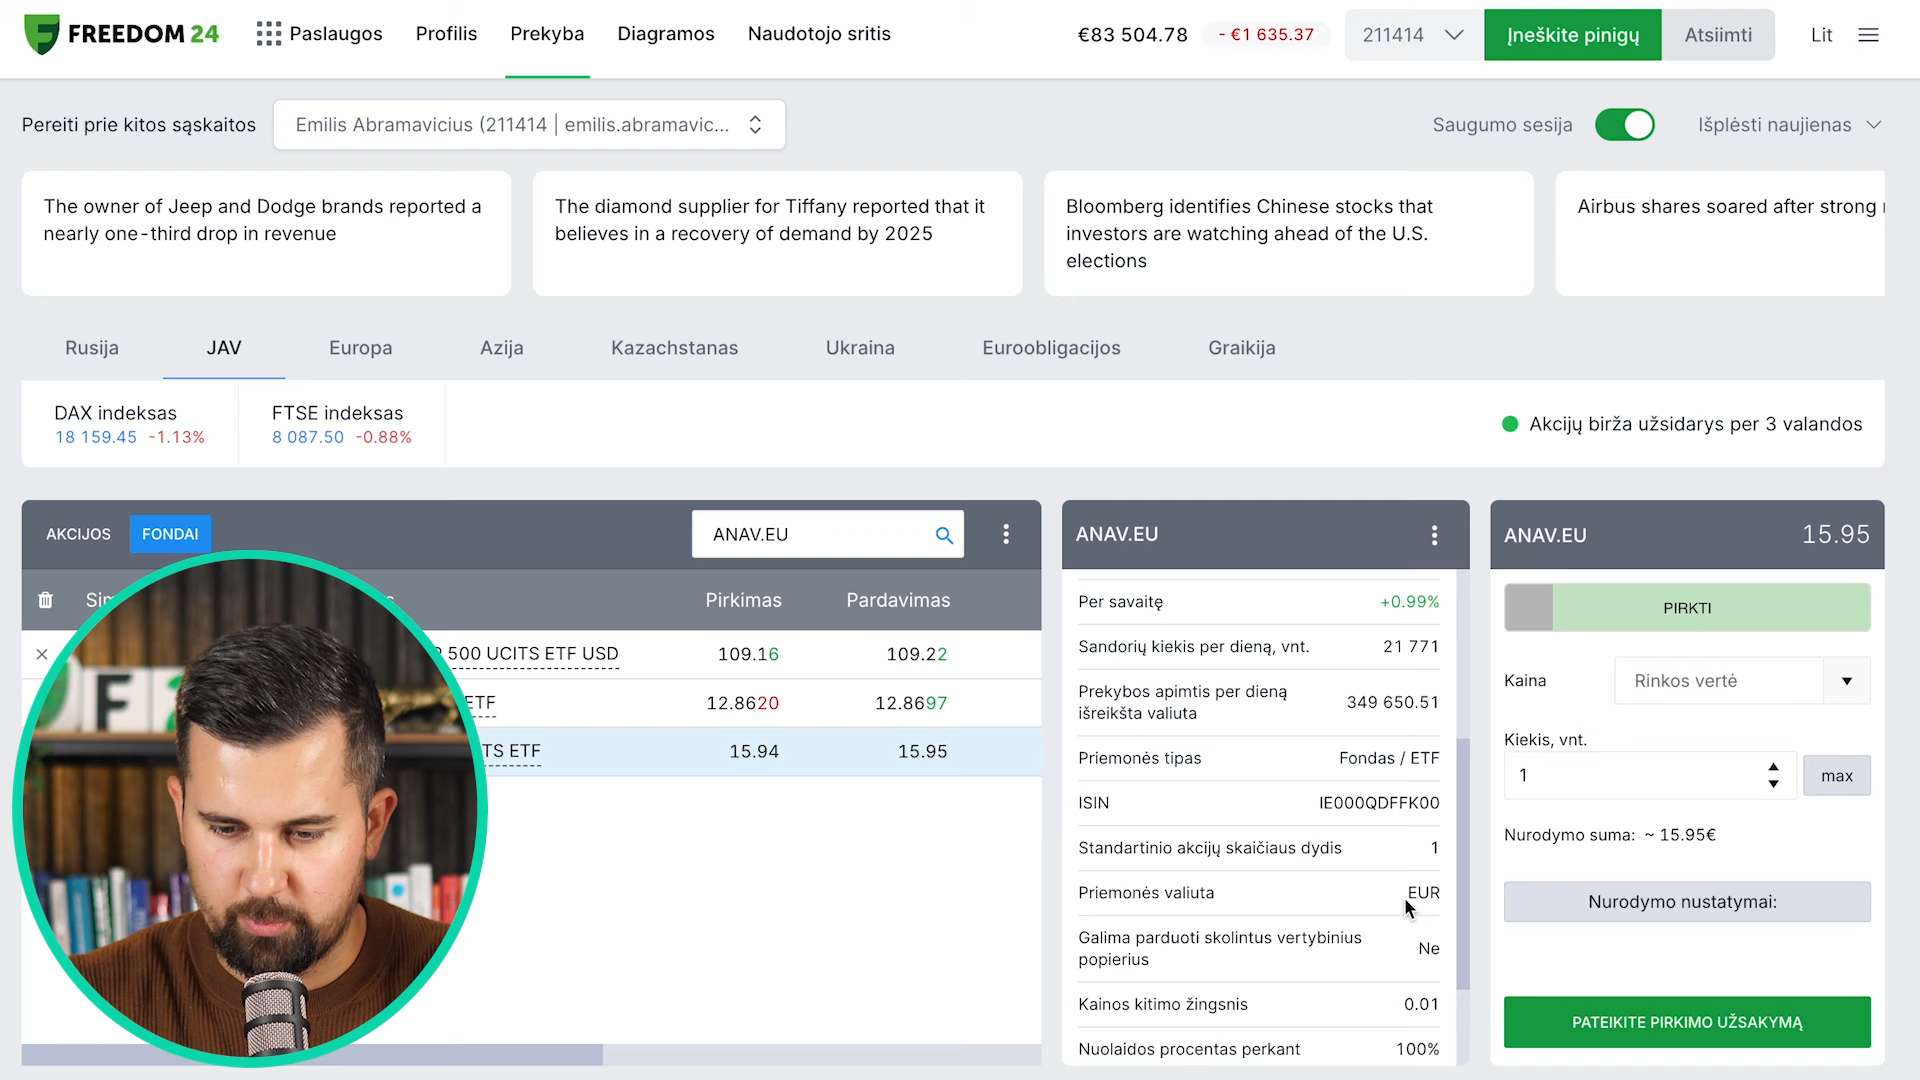 FREEDOM 24
Paslaugos
Profilis
Prekyba
Diagramos
Naudotojo sritis
€83 504.78
- €1 635.37
211414
Įneškite pinigų
Atsiimti
Lit
Pereiti prie kitos sąskaitos
Emilis Abramavicius (211414 | emilis.abramavic...
Saugumo sesija
Išplėsti naujienas
The owner of Jeep and Dodge brands reported a
nearly one-third drop in revenue
The diamond supplier for Tiffany reported that it
believes in a recovery of demand by 2025
Bloomberg identifies Chinese stocks that
investors are watching ahead of the U.S.
elections
Airbus shares soared after strong
Rusija
JAV
Europa
Azija
Kazachstanas
Ukraina
Euroobligacijos
Graikija
DAX indeksas
18 159.45 -1.13%
FTSE indeksas
8 087.50 -0.88%
Akcijų birža užsidarys per 3 valandos
AKCIJOS
FONDAI
ANAV.EU
Pirkimas
Pardavimas
500 UCITS ETF USD
109.16
109.22
ETF
12.8620
12.8697
ETF
15.94
15.95
ANAV.EU
Per savaitę
+0.99%
Sandorių kiekis per dieną, vnt.
21 771
Prekybos apimtis per dieną
išreikšta valiuta
349 650.51
Priemonės tipas
Fondas / ETF
ISIN
IE000QDFFK00
Standartinio akcijų skaičiaus dydis
1
Priemonės valiuta
EUR
Galima parduoti skolintus vertybinius
popierius
Ne
Kainos kitimo žingsnis
0.01
Nuolaidos procentas perkant
100%
ANAV.EU
15.95
PIRKTI
Kaina
Rinkos vertė
Kiekis, vnt.
1
max
Nurodymo suma: ~ 15.95€
Nurodymo nustatymai:
PATEIKITE PIRKIMO UŽSAKYMĄ